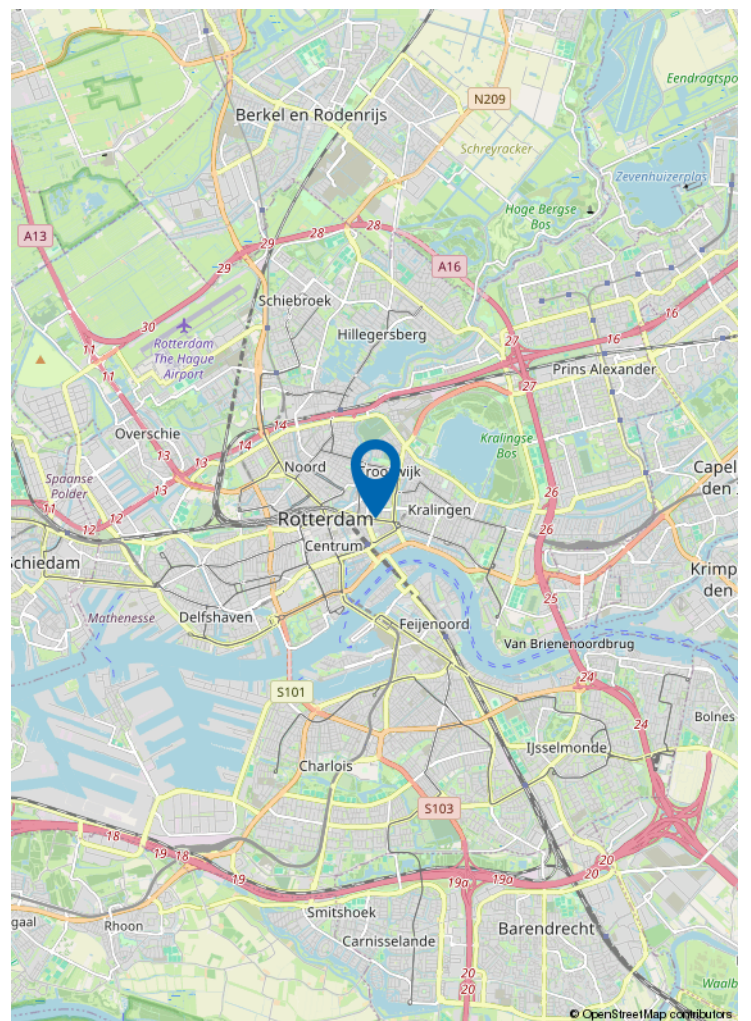 Eendragtspo
N209
Berkel en Rodenrijs
Schreyracker
Zevenhuizerplas
Hoge Bergse
Bos
A13
28
28
29
29
A16
Schiebroek
16
16
30
Hillegersberg
27
11
Rotterdam
The Hague
Airport
11
27
Prins Alexander
14
14
Overschie
Kralingse
Bos
13
13
Noord
Capel
den
Spaanse
Polder
12
12
11
26
26
Kralingen
Rotterdam
Centrum
Schiedam
Krimp
den
25
Mathenesse
Delfshaven
Feijenoord
Van Brienenoordbrug
24
24
S101
Bolnes
IJsselmonde
Charlois
S103
18
18
19
19
19a
19a
20
20
Smitshoek
gaal
Rhoon
Barendrecht
Carnisselande
20
20
Waalb
© OpenStreetMap contributors